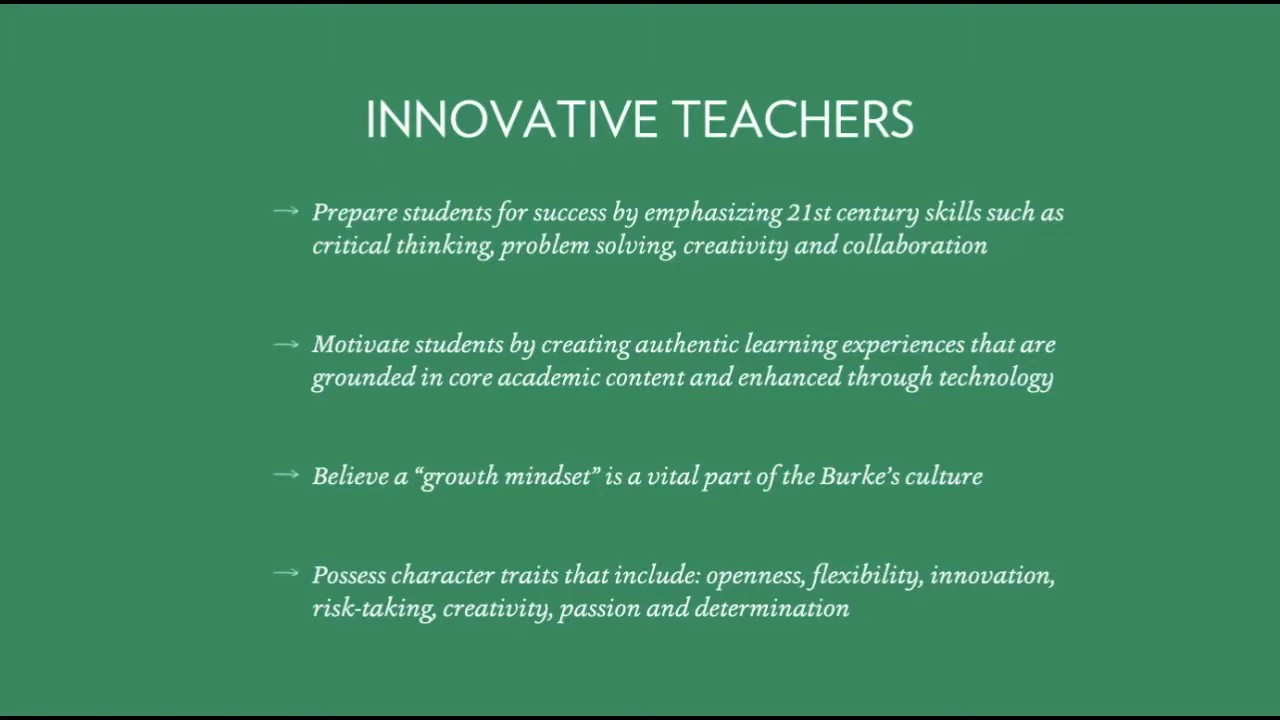 INNOVATIVE TEACHERS
→ Prepare students for success by emphasizing 21st century skills such as
critical thinking, problem solving, creativity and collaboration
→ Motivate students by creating authentic learning experiences that are
grounded in core academic content and enhanced through technology
→ Believe a “growth mindset” is a vital part of the Burke’s culture
→ Possess character traits that include: openness, flexibility, innovation,
risk-taking, creativity, passion and determination